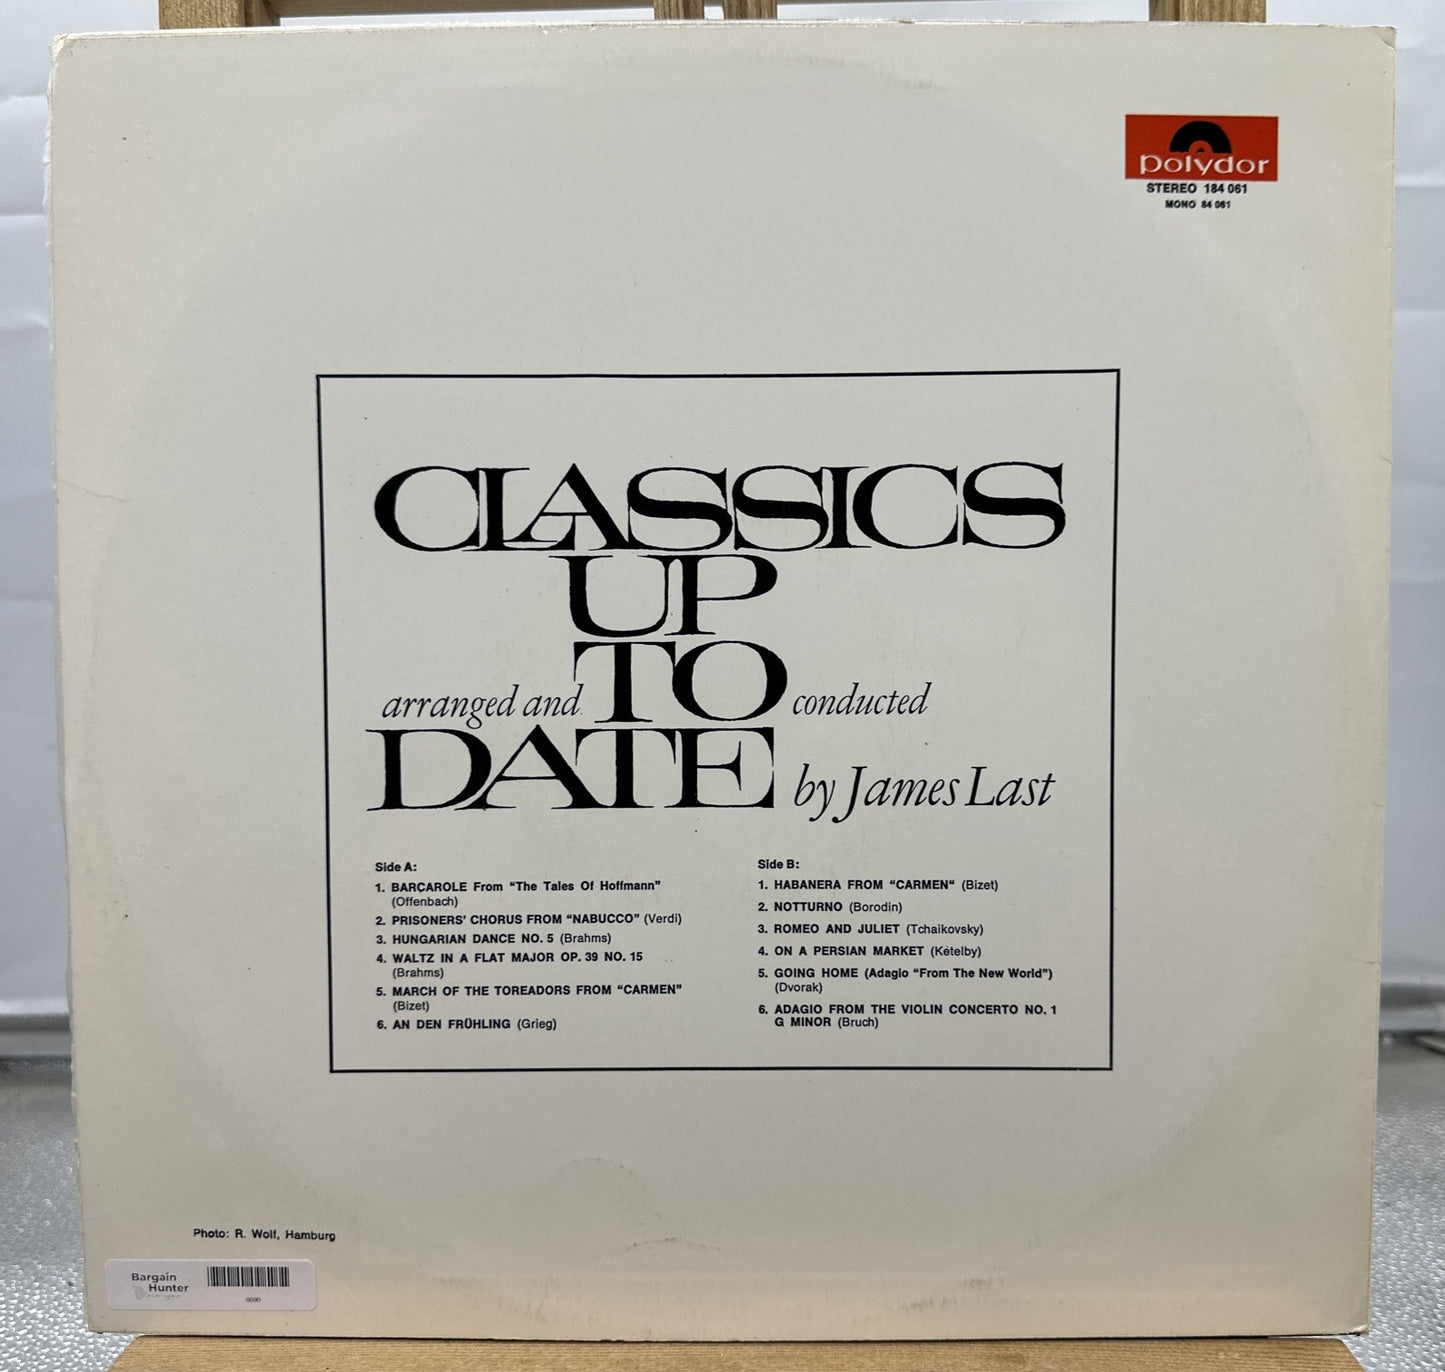 polydor
STEREO 184 061
MONO 84 061
CLASSICS
UP
arranged and TO conducted
DATE by James Last
Side A:
1. BARÇAROLE From “The Tales Of Hoffmann”
(Offenbach)
2. PRISONERS’ CHORUS FROM “NABUCCO” (Verdi)
3. HUNGARIAN DANCE NO. 5 (Brahms)
4. WALTZ IN A FLAT MAJOR OP. 39 NO. 15
(Brahms)
5. MARCH OF THE TOREADORS FROM “CARMEN”
(Bizet)
6. AN DEN FRÜHLING (Grieg)
Side B:
1. HABANERA FROM “CARMEN“ (Bizet)
2. NOTTURNO (Borodin)
3. ROMEO AND JULIET (Tchaikovsky)
4. ON A PERSIAN MARKET (Ketelby)
5. GOING HOME (Adagio “From The New World”)
(Dvorak)
6. ADAGIO FROM THE VIOLIN CONCERTO NO. 1
G MINOR (Bruch)
Photo: R. Wolf, Hamburg
Bargain
Hunter